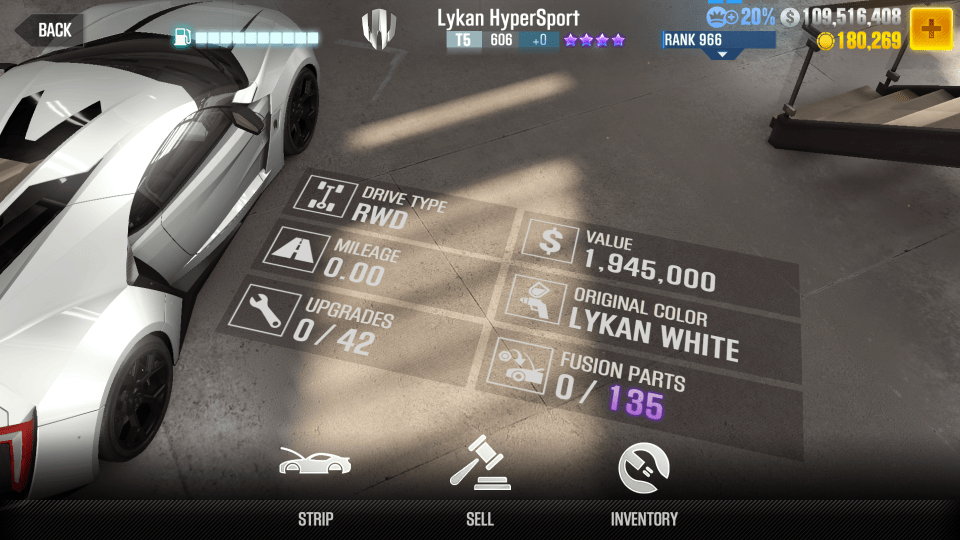 BACK
Lykan HyperSport
T5 606 +0
20% 109,516,408
RANK 966
180,269
DRIVE TYPE
RWD
MILEAGE
0.00
UPGRADES
0 / 42
VALUE
1,945,000
ORIGINAL COLOR
LYKAN WHITE
FUSION PARTS
0 / 135
STRIP
SELL
INVENTORY